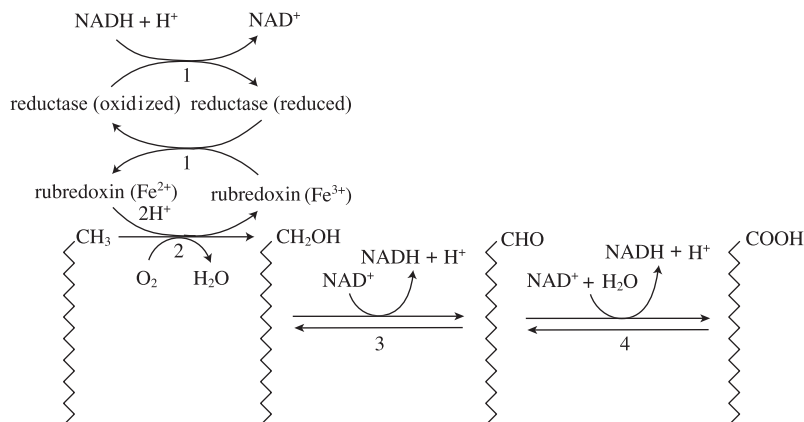 NADH + H⁺ NAD⁺
1
reductase (oxidized) reductase (reduced)
1
rubredoxin (Fe²⁺) rubredoxin (Fe³⁺)
2H⁺
CH₃ CH₂OH CHO COOH
2
O₂ H₂O
NAD⁺ NADH + H⁺
NAD⁺ + H₂O NADH + H⁺
3 4